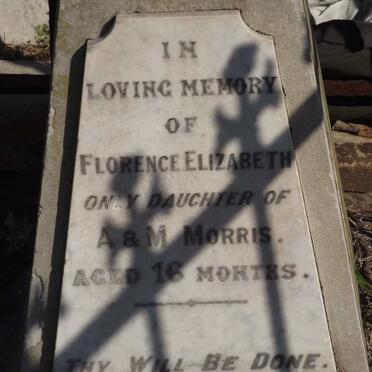 IN
LOVING MEMORY
OF
FLORENCE ELIZABETH
ONLY DAUGHTER OF
A & M MORRIS.
AGED 16 MONTHS.
THY WILL BE DONE.